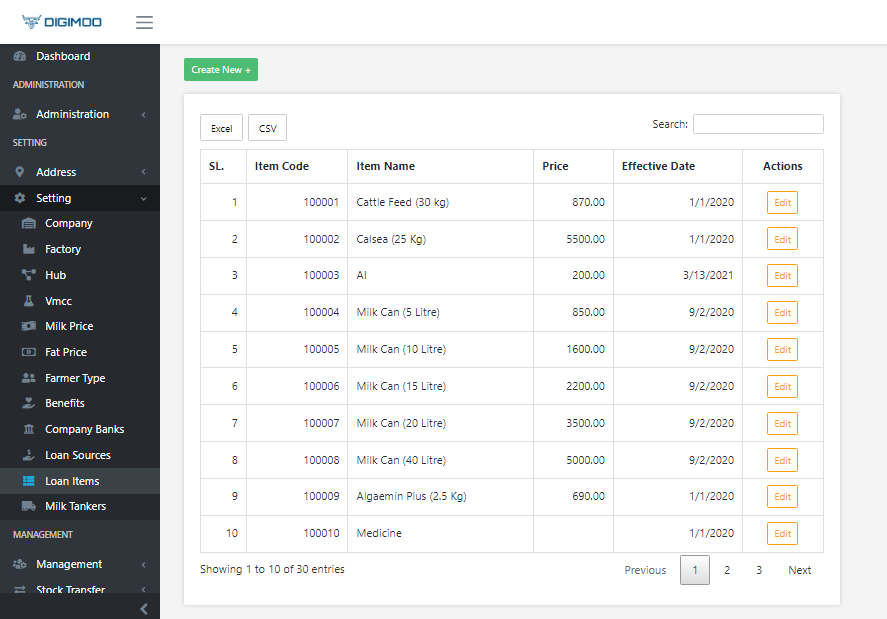 DIGIMOO
Dashboard
ADMINISTRATION
Administration
SETTING
Address
Setting
Company
Factory
Hub
Vmcc
Milk Price
Fat Price
Farmer Type
Benefits
Company Banks
Loan Sources
Loan Items
Milk Tankers
MANAGEMENT
Management
Stock Transfer
Create New +
Excel CSV Search:
SL. Item Code Item Name Price Effective Date Actions
1 100001 Cattle Feed (30 kg) 870.00 1/1/2020 Edit
2 100002 Calsea (25 Kg) 5500.00 1/1/2020 Edit
3 100003 AI 200.00 3/13/2021 Edit
4 100004 Milk Can (5 Litre) 850.00 9/2/2020 Edit
5 100005 Milk Can (10 Litre) 1600.00 9/2/2020 Edit
6 100006 Milk Can (15 Litre) 2200.00 9/2/2020 Edit
7 100007 Milk Can (20 Litre) 3500.00 9/2/2020 Edit
8 100008 Milk Can (40 Litre) 5000.00 9/2/2020 Edit
9 100009 Algaemin Plus (2.5 Kg) 690.00 1/1/2020 Edit
10 100010 Medicine 1/1/2020 Edit
Showing 1 to 10 of 30 entries Previous 1 2 3 Next